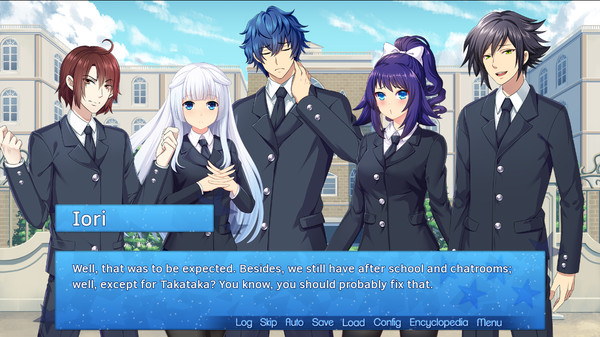 Iori
Well, that was to be expected. Besides, we still have after school and chatrooms;
well, except for Takataka? You know, you should probably fix that.
Log Skip Auto Save Load Config Encyclopedia Menu